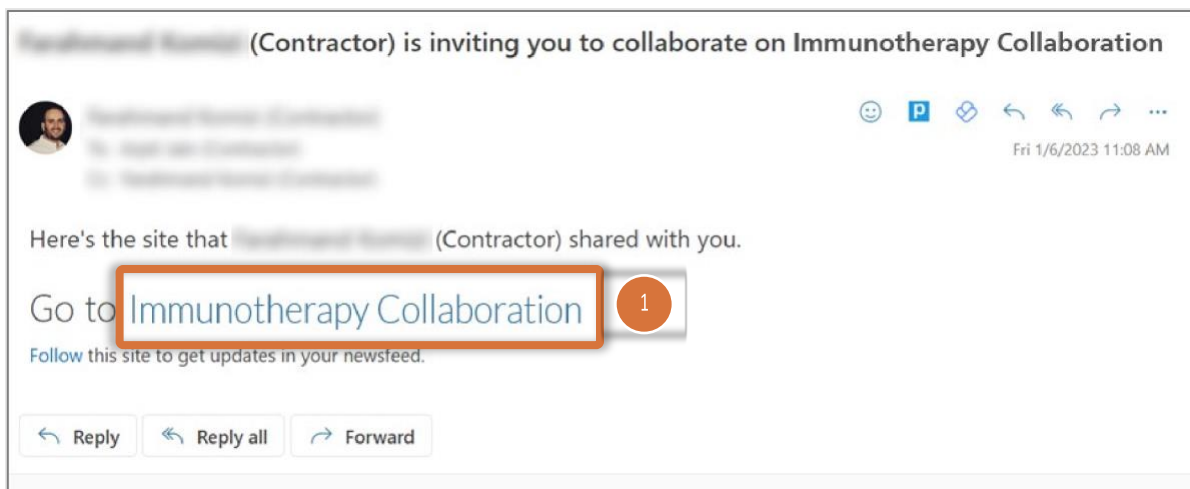 (Contractor) is inviting you to collaborate on Immunotherapy Collaboration
P
Fri 1/6/2023 11:08 AM
Here's the site that (Contractor) shared with you.
Go to Immunotherapy Collaboration
1
Follow this site to get updates in your newsfeed.
Reply Reply all Forward